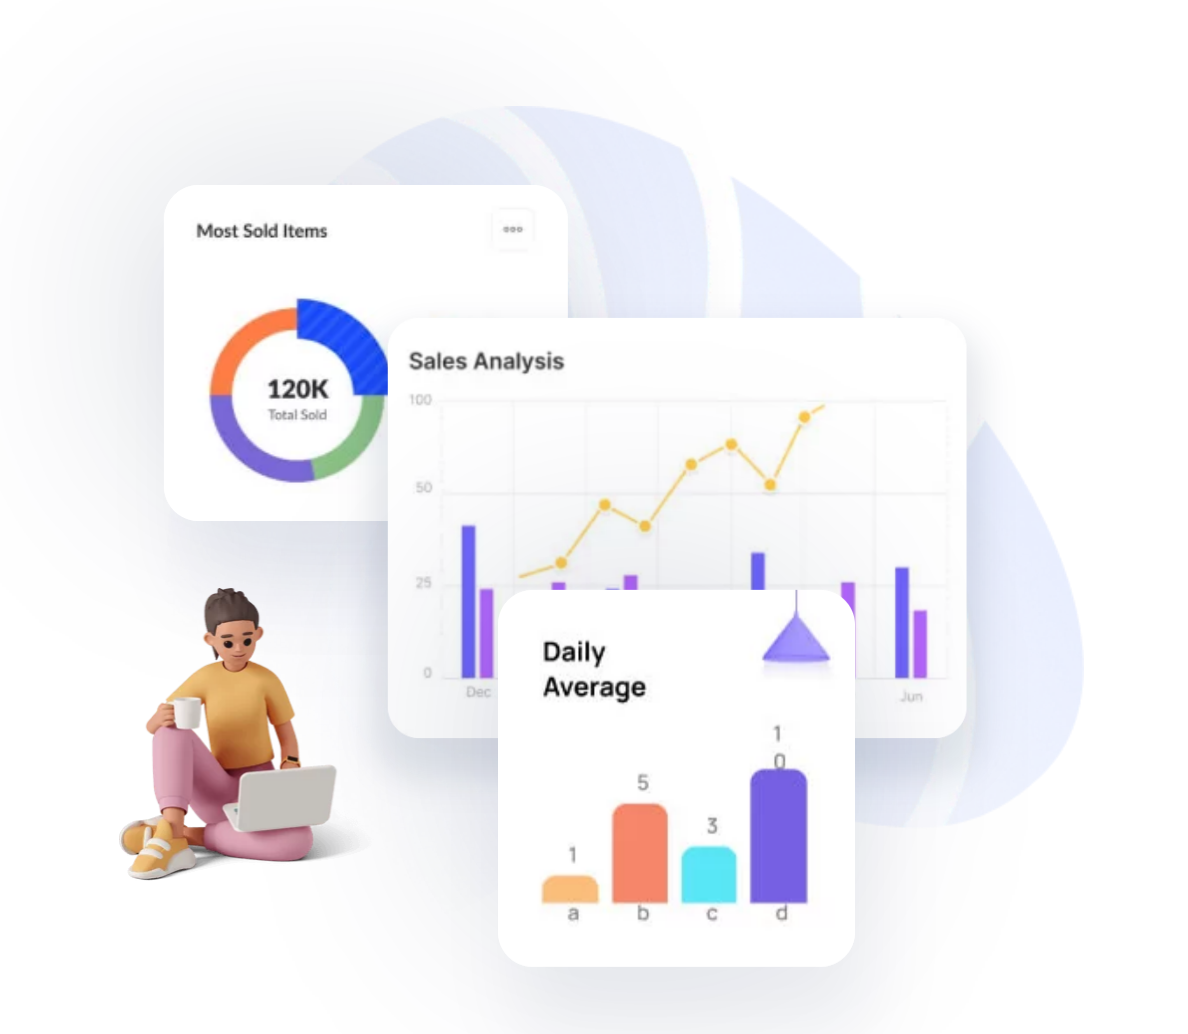 Most Sold Items
120K
Total Sold
Sales Analysis
100
50
25
0
Dec
Jun
Daily
Average
1
5
3
1
0
a
b
c
d